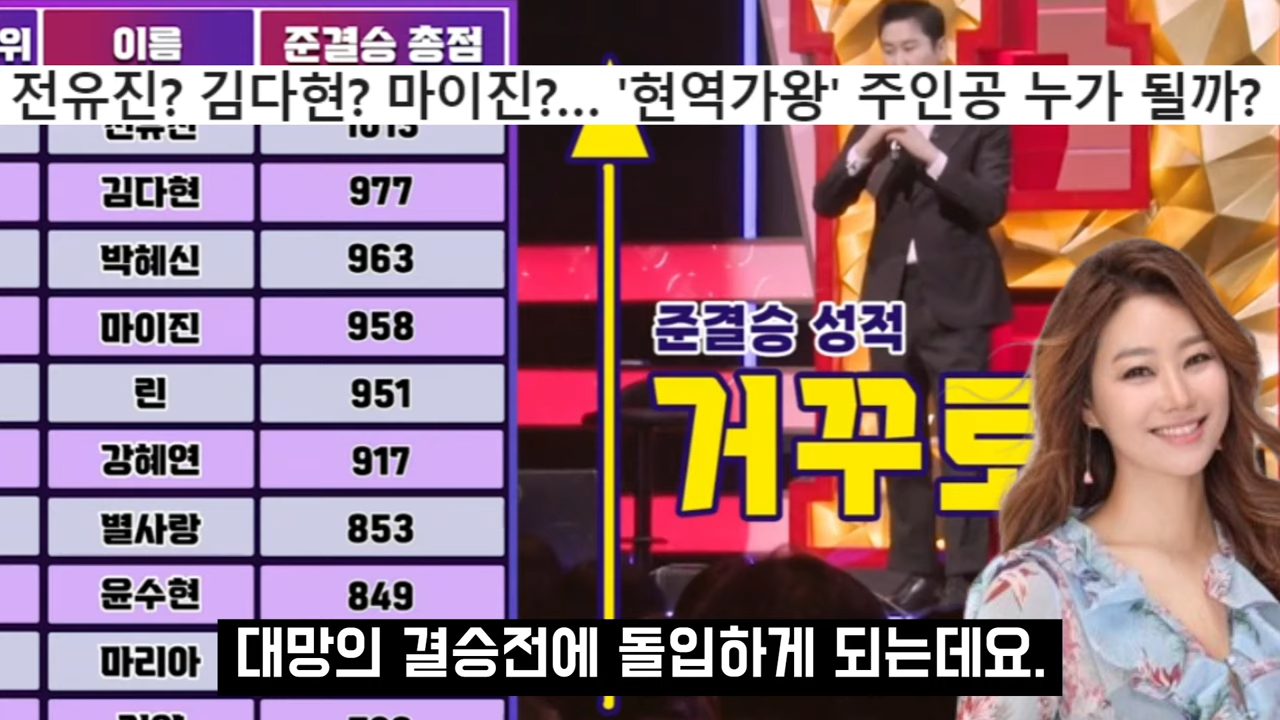 위 이름 준결승 총점
전유진? 김다현? 마이진?... '현역가왕' 주인공 누가 될까?
전유진 1013
김다현 977
박혜신 963
마이진 958
린 951
강혜연 917
별사랑 853
윤수현 849
마리아
준결승 성적
거꾸로
대망의 결승전에 돌입하게 되는데요.